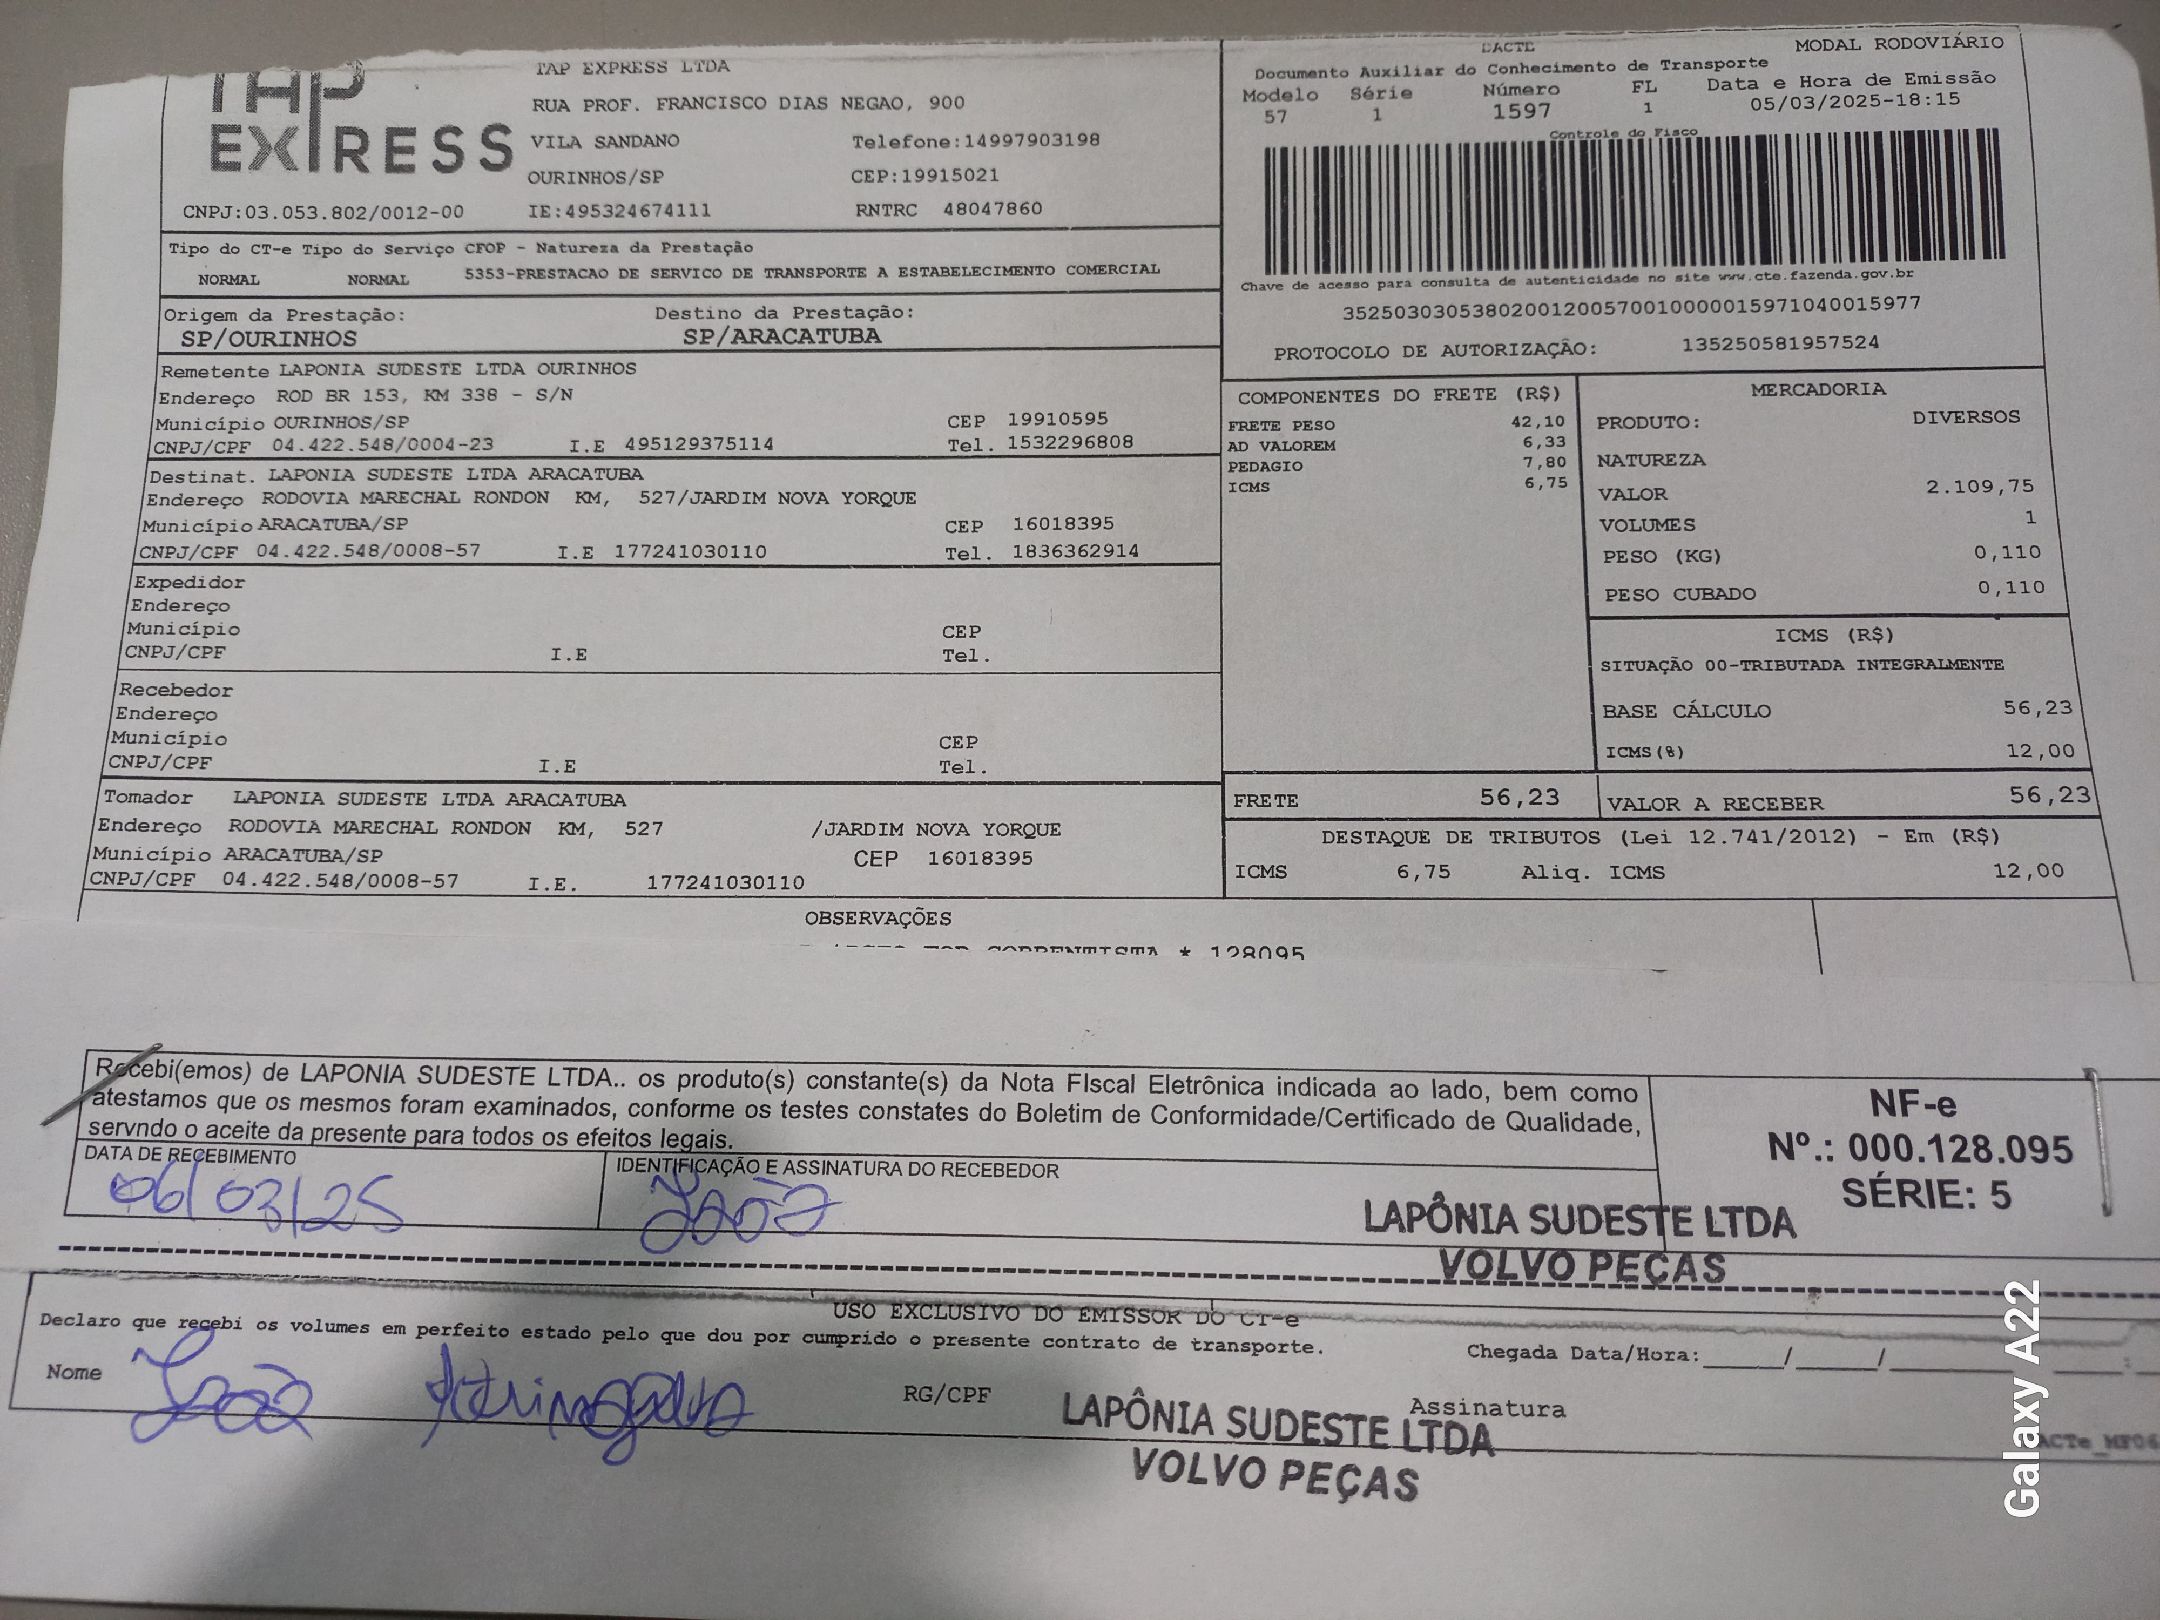 TAP EXPRESS
TAP EXPRESS LTDA
RUA PROF. FRANCISCO DIAS NEGAO, 900
VILA SANDANO Telefone:14997903198
OURINHOS/SP CEP:19915021
CNPJ:03.053.802/0012-00 IE:495324674111 RNTRC 48047860
DACTE MODAL RODOVIÁRIO
Documento Auxiliar do Conhecimento de Transporte
Modelo Série Número FL Data e Hora de Emissão
57 1 1597 1 05/03/2025-18:15
Controle do Fisco
Chave de acesso para consulta de autenticidade no site www.cte.fazenda.gov.br
35250303053802001200570010000015971040015977
PROTOCOLO DE AUTORIZAÇÃO: 135250581957524
Tipo do CT-e Tipo do Serviço CFOP - Natureza da Prestação
NORMAL NORMAL 5353-PRESTACAO DE SERVICO DE TRANSPORTE A ESTABELECIMENTO COMERCIAL
Origem da Prestação: Destino da Prestação:
SP/OURINHOS SP/ARACATUBA
Remetente LAPONIA SUDESTE LTDA OURINHOS
Endereço ROD BR 153, KM 338 - S/N
Município OURINHOS/SP CEP 19910595
CNPJ/CPF 04.422.548/0004-23 I.E 495129375114 Tel. 1532296808
Destinat. LAPONIA SUDESTE LTDA ARACATUBA
Endereço RODOVIA MARECHAL RONDON KM, 527/JARDIM NOVA YORQUE
Município ARACATUBA/SP CEP 16018395
CNPJ/CPF 04.422.548/0008-57 I.E 177241030110 Tel. 1836362914
Expedidor
Endereço
Município CEP
CNPJ/CPF I.E Tel.
Recebedor
Endereço
Município CEP
CNPJ/CPF I.E Tel.
Tomador LAPONIA SUDESTE LTDA ARACATUBA
Endereço RODOVIA MARECHAL RONDON KM, 527 /JARDIM NOVA YORQUE
Município ARACATUBA/SP CEP 16018395
CNPJ/CPF 04.422.548/0008-57 I.E. 177241030110
COMPONENTES DO FRETE (R$)
FRETE PESO 42,10
AD VALOREM 6,33
PEDAGIO 7,80
ICMS 6,75
MERCADORIA
PRODUTO: DIVERSOS
NATUREZA
VALOR 2.109,75
VOLUMES 1
PESO (KG) 0,110
PESO CUBADO 0,110
ICMS (R$)
SITUAÇÃO 00-TRIBUTADA INTEGRALMENTE
BASE CÁLCULO 56,23
ICMS(%) 12,00
FRETE 56,23 VALOR A RECEBER 56,23
DESTAQUE DE TRIBUTOS (Lei 12.741/2012) - Em (R$)
ICMS 6,75 Aliq. ICMS 12,00
OBSERVAÇÕES
CORRENTISTA * 128095
Recebi(emos) de LAPONIA SUDESTE LTDA.. os produto(s) constante(s) da Nota FIscal Eletrônica indicada ao lado, bem como
atestamos que os mesmos foram examinados, conforme os testes constates do Boletim de Conformidade/Certificado de Qualidade,
servndo o aceite da presente para todos os efeitos legais.
DATA DE RECEBIMENTO IDENTIFICAÇÃO E ASSINATURA DO RECEBEDOR
06/03/25 João
NF-e
Nº.: 000.128.095
SÉRIE: 5
LAPÔNIA SUDESTE LTDA
VOLVO PEÇAS
USO EXCLUSIVO DO EMISSOR DO CT-e
Declaro que recebi os volumes em perfeito estado pelo que dou por cumprido o presente contrato de transporte.
Chegada Data/Hora:_____/_____/_____ ____:
Nome João RG/CPF Assinatura
LAPÔNIA SUDESTE LTDA
VOLVO PEÇAS
Galaxy A22